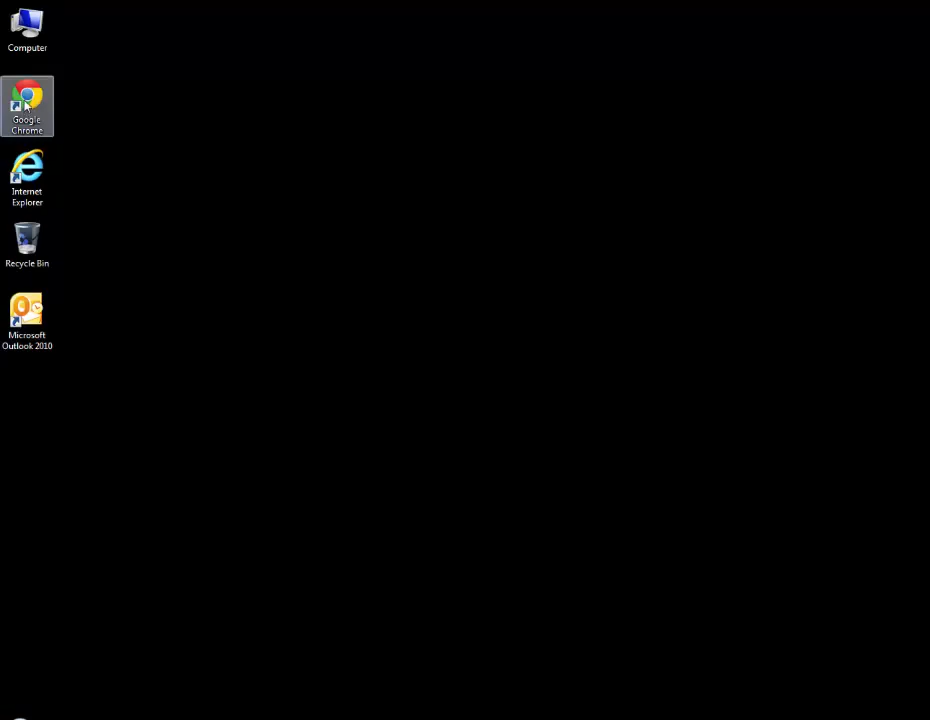 Computer
Google
Chrome
Internet
Explorer
Recycle Bin
Microsoft
Outlook 2010